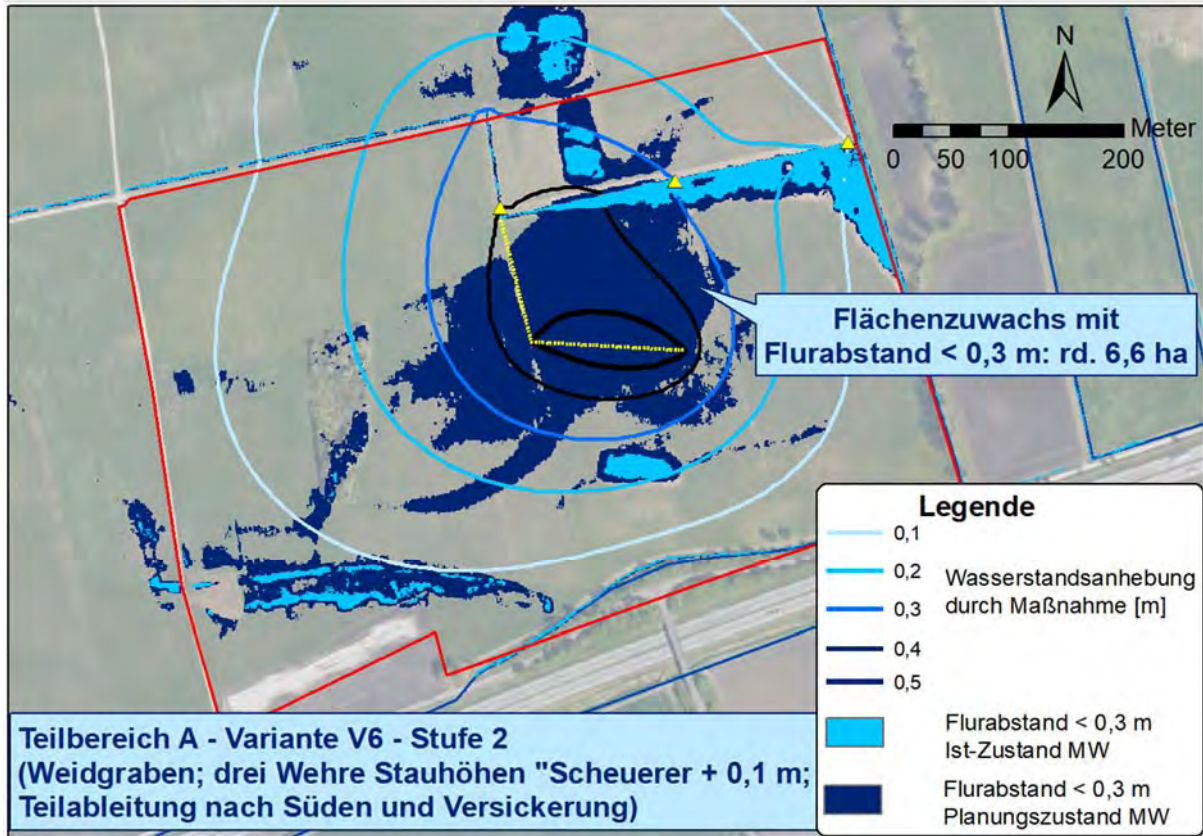 N
Meter
0 50 100 200
Flächenzuwachs mit
Flurabstand < 0,3 m: rd. 6,6 ha
Legende
0,1
0,2
0,3
0,4
0,5
Wasserstandsanhebung
durch Maßnahme [m]
Flurabstand < 0,3 m
Ist-Zustand MW
Flurabstand < 0,3 m
Planungszustand MW
Teilbereich A - Variante V6 - Stufe 2
(Weidgraben; drei Wehre Stauhöhen "Scheuerer + 0,1 m;
Teilableitung nach Süden und Versickerung)